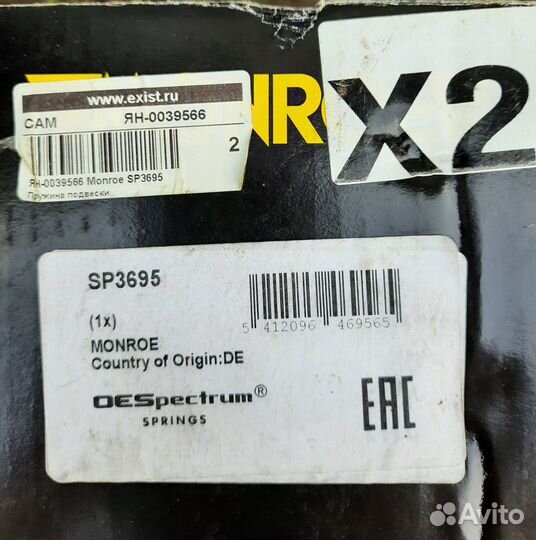 www.exist.ru
САМ ЯН-0039566
2
ЯН-0039566 Monroe SP3695
Пружина подвески
X2
SP3695
(1x)
5 412096 469565
MONROE
Country of Origin:DE
OESpectrum®
SPRINGS
EAC
Avito